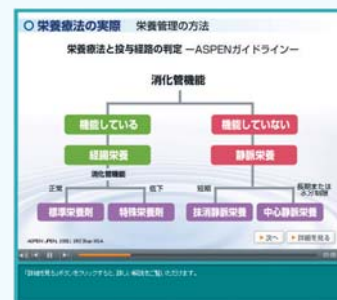 栄養療法の実際 栄養管理の方法
栄養療法と投与経路の判定 ―ASPENガイドライン―
消化管機能
機能している
機能していない
経腸栄養
静脈栄養
消化管機能
正常
低下
短期
長期または
水分制限
標準栄養剤
特殊栄養剤
抹消静脈栄養
中心静脈栄養
次へ
詳細を見る
「詳細を見る」ボタンをクリックすると、詳しい解説をご覧いただけます。